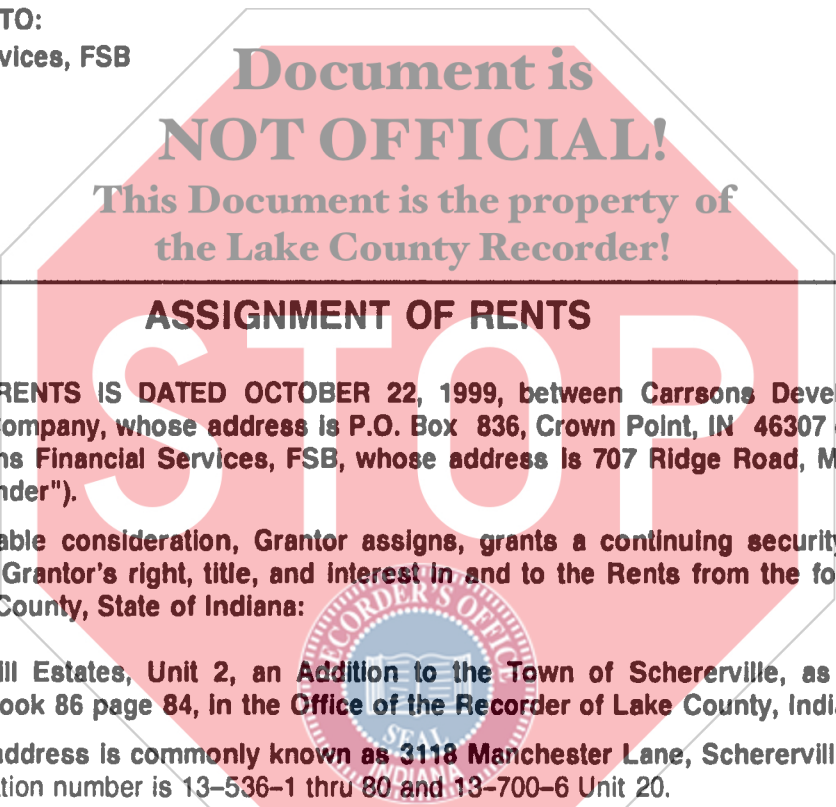 TO:
vices, FSB
Document is
NOT OFFICIAL!
This Document is the property of
the Lake County Recorder!
ASSIGNMENT OF RENTS
STOP
RENTS IS DATED OCTOBER 22, 1999, between Carrsons Deve
ompany, whose address is P.O. Box 836, Crown Point, IN 46307
ns Financial Services, FSB, whose address is 707 Ridge Road, M
nder").
able consideration, Grantor assigns, grants a continuing security
Grantor's right, title, and interest in and to the Rents from the fo
County, State of Indiana:
RECORDER'S OFFICE
ill Estates, Unit 2, an Addition to the Town of Schererville, as
ook 86 page 84, in the Office of the Recorder of Lake County, Indi
SEAL
INDIANA
address is commonly known as 3118 Manchester Lane, Scherervill
ation number is 13-536-1 thru 80 and 13-700-6 Unit 20.